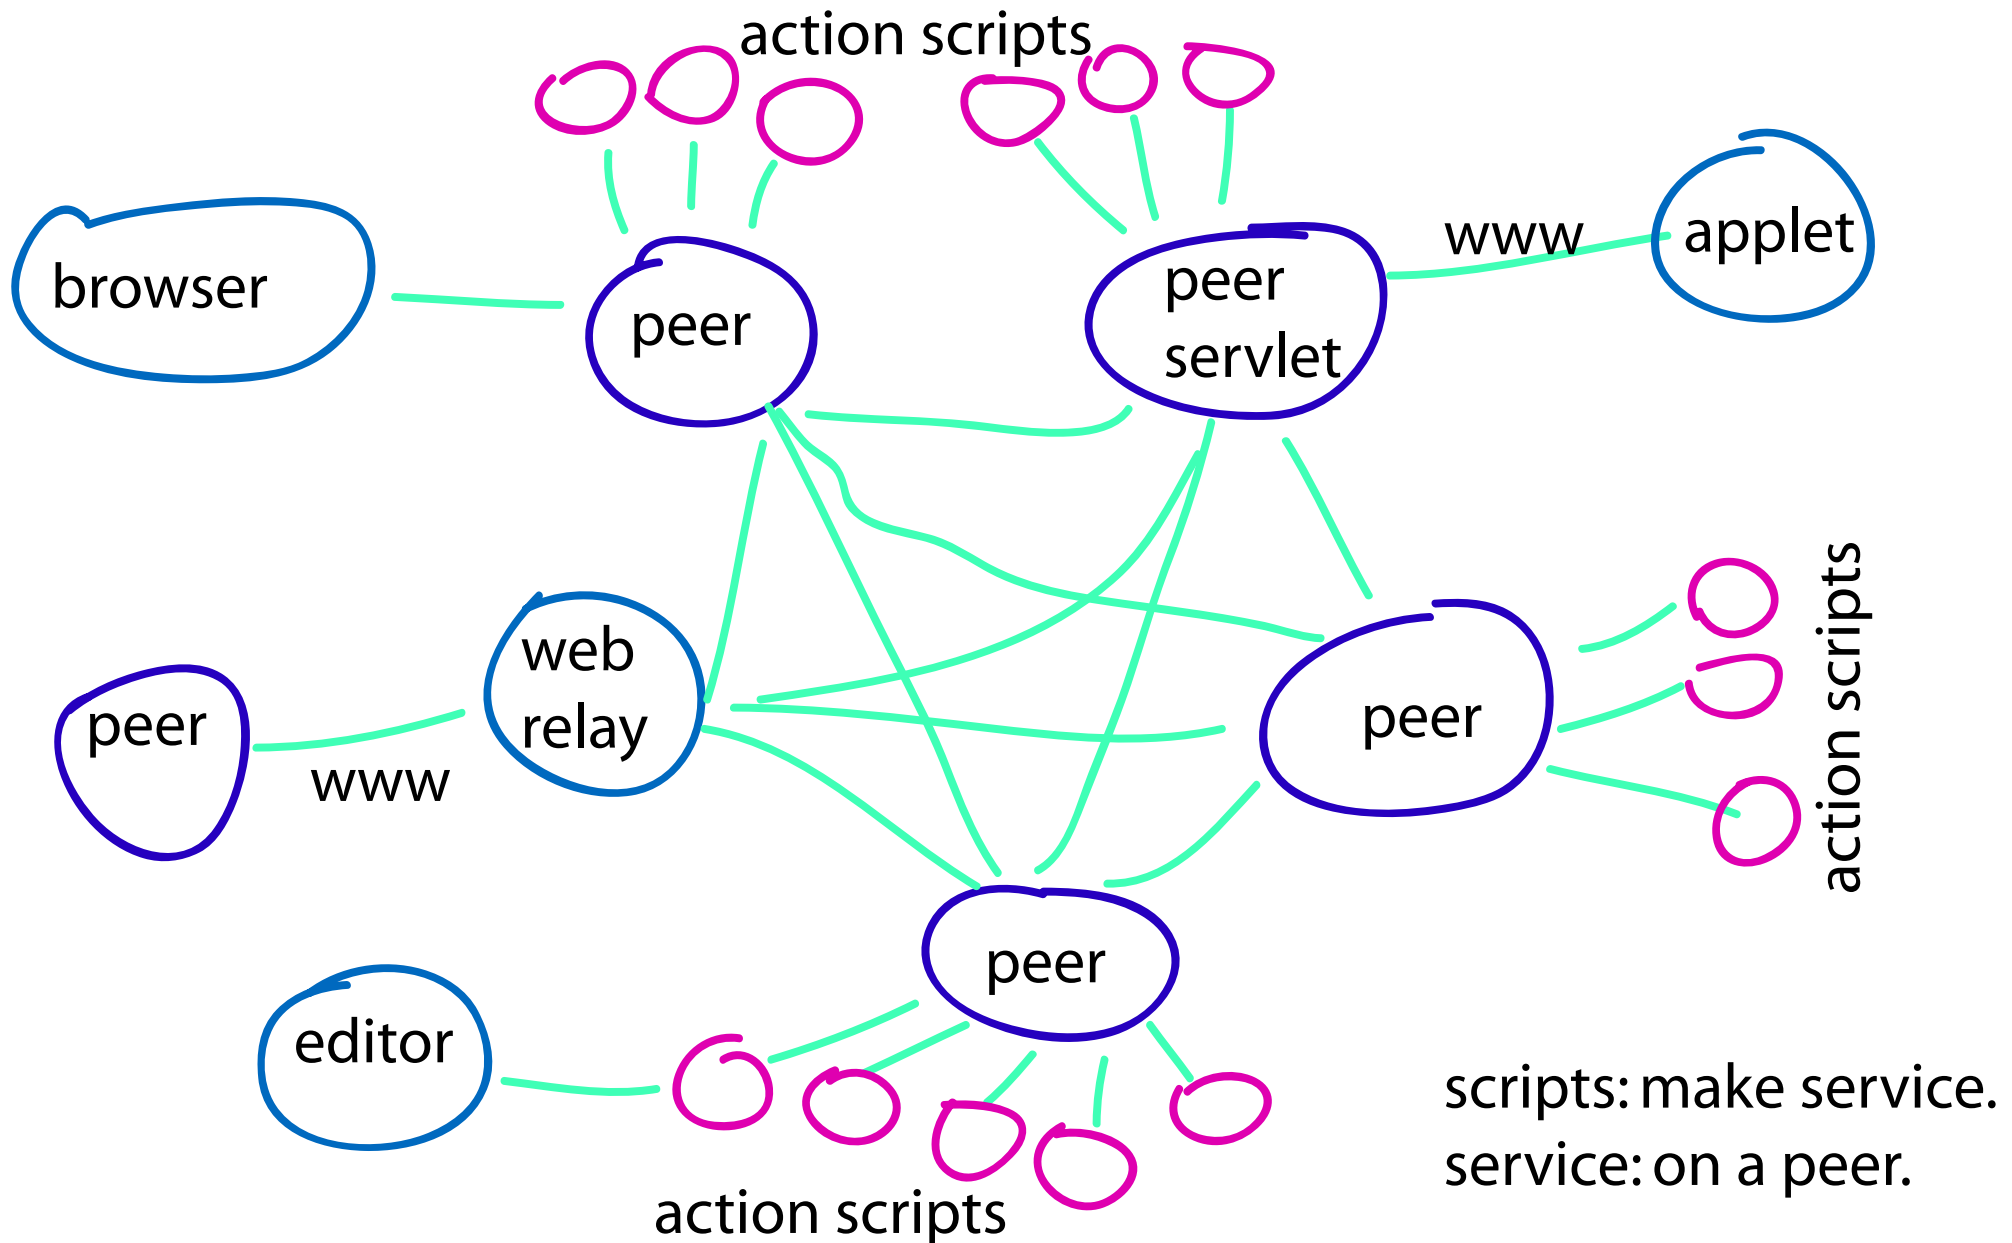 action scripts
browser
peer
peer
servlet
www
applet
web
relay
peer
www
peer
action scripts
peer
editor
action scripts
scripts: make service.
service: on a peer.